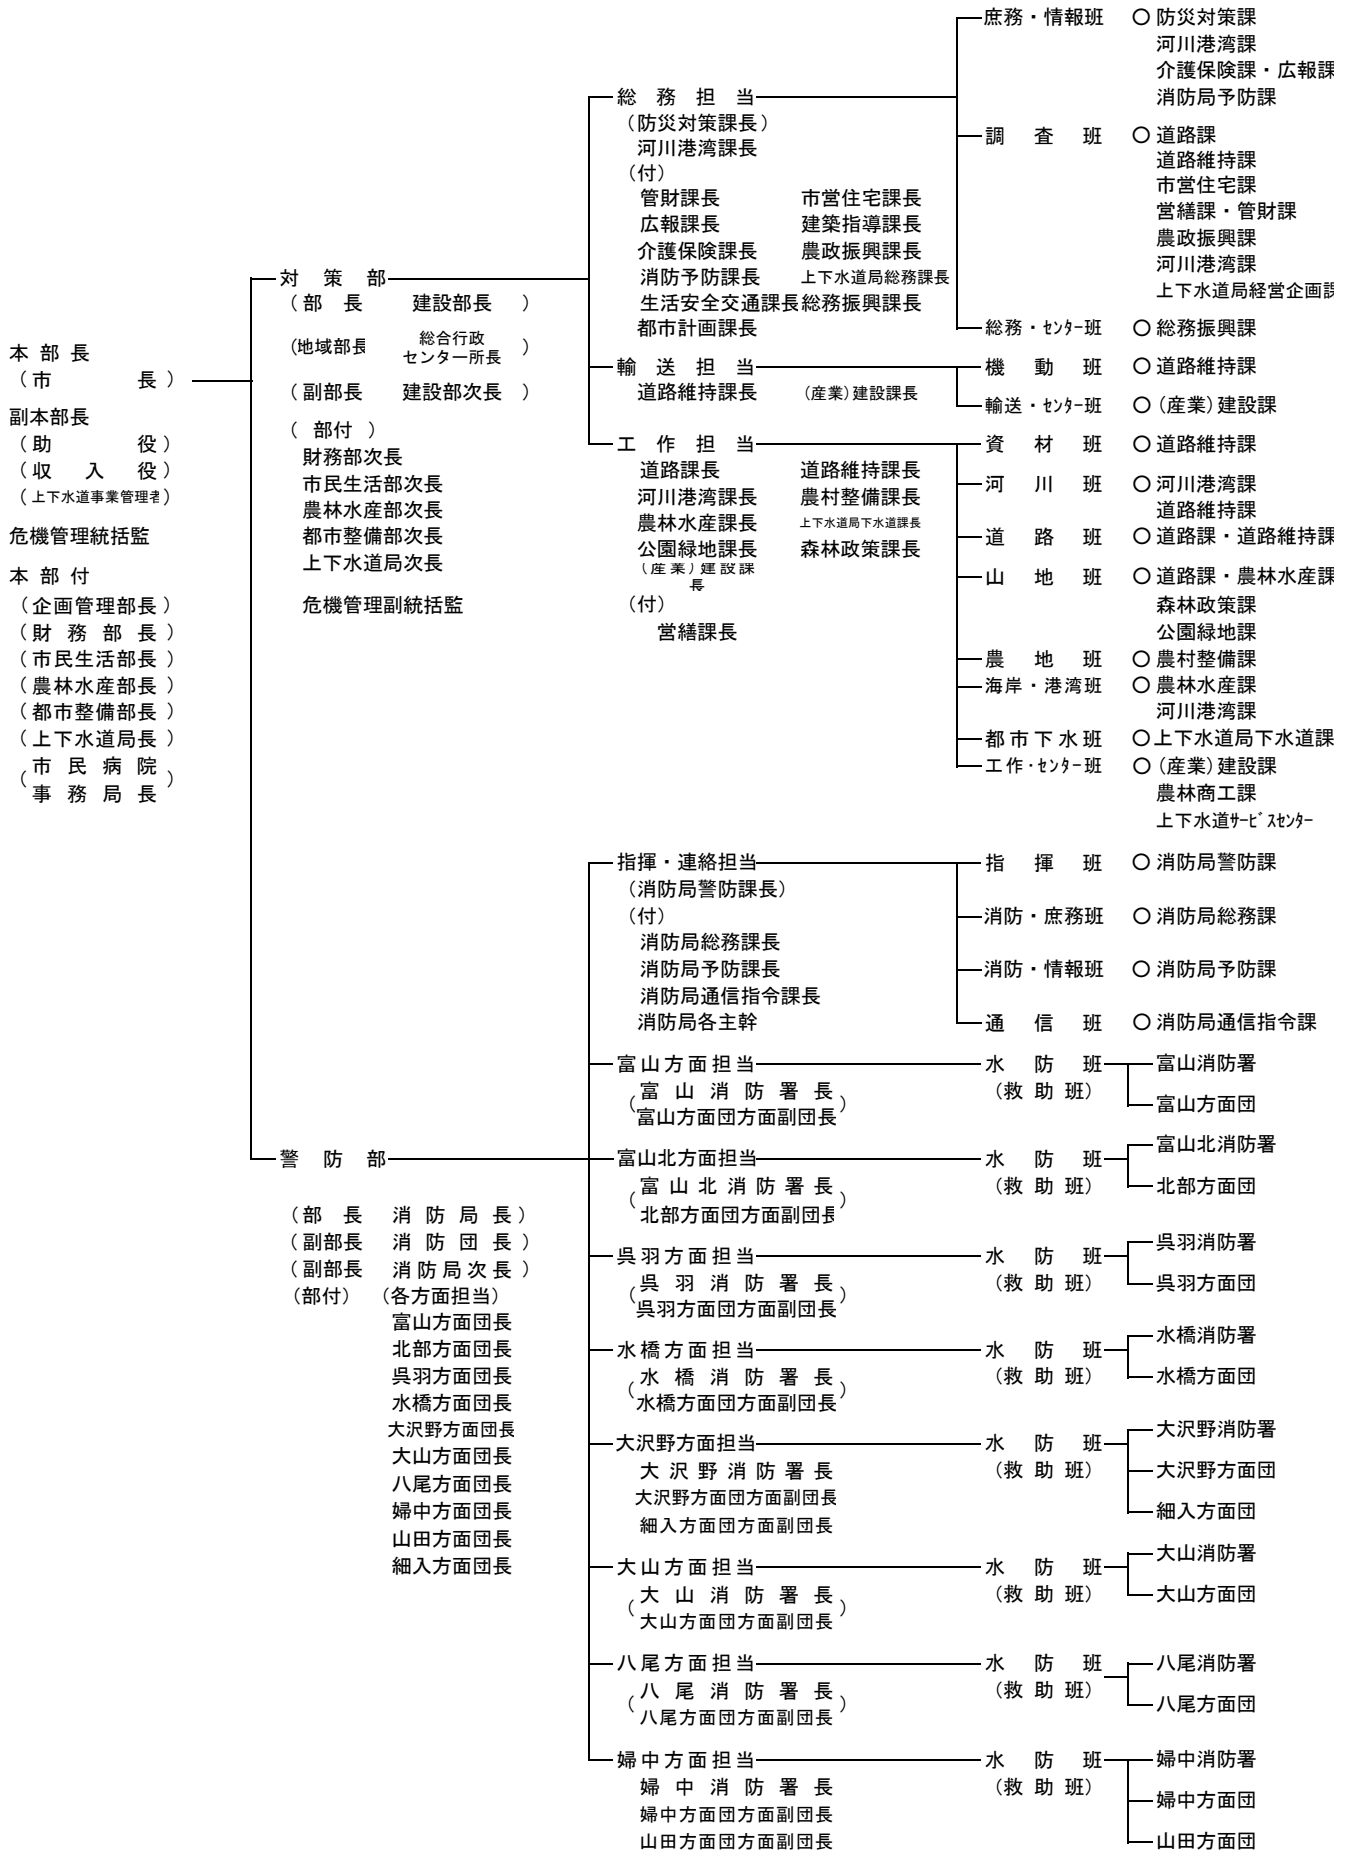 本部長
（市長）
副本部長
（助役）
（収入役）
（上下水道事業管理者）
危機管理統括監
本部付
（企画管理部長）
（財務部長）
（市民生活部長）
（農林水産部長）
（都市整備部長）
（上下水道局長）
（市民病院
事務局長）
対策部
（部長 建設部長）
（地域部長 総合行政
センター所長）
（副部長 建設部次長）
（部付）
財務部次長
市民生活部次長
農林水産部次長
都市整備部次長
上下水道局次長
危機管理副統括監
総務担当
（防災対策課長）
河川港湾課長
（付）
管財課長 市営住宅課長
広報課長 建築指導課長
介護保険課長 農政振興課長
消防予防課長 上下水道局総務課長
生活安全交通課長 総務振興課長
都市計画課長
庶務・情報班 ○防災対策課
河川港湾課
介護保険課・広報課
消防局予防課
調査班 ○道路課
道路維持課
市営住宅課
営繕課・管財課
農政振興課
河川港湾課
上下水道局経営企画課
総務・ｾﾝﾀｰ班 ○総務振興課
輸送担当
道路維持課長 （産業）建設課長
機動班 ○道路維持課
輸送・ｾﾝﾀｰ班 ○（産業）建設課
工作担当
道路課長 道路維持課長
河川港湾課長 農村整備課長
農林水産課長 上下水道局下水道課長
公園緑地課長 森林政策課長
（産業）建設課
長
（付）
営繕課長
資材班 ○道路維持課
河川班 ○河川港湾課
道路維持課
道路班 ○道路課・道路維持課
山地班 ○道路課・農林水産課
森林政策課
公園緑地課
農地班 ○農村整備課
海岸・港湾班 ○農林水産課
河川港湾課
都市下水班 ○上下水道局下水道課
工作・ｾﾝﾀｰ班 ○（産業）建設課
農林商工課
上下水道ｻｰﾋﾞｽｾﾝﾀｰ
警防部
（部長 消防局長）
（副部長 消防団長）
（副部長 消防局次長）
（部付） （各方面担当）
富山方面団長
北部方面団長
呉羽方面団長
水橋方面団長
大沢野方面団長
大山方面団長
八尾方面団長
婦中方面団長
山田方面団長
細入方面団長
指揮・連絡担当
（消防局警防課長）
（付）
消防局総務課長
消防局予防課長
消防局通信指令課長
消防局各主幹
指揮班 ○消防局警防課
消防・庶務班 ○消防局総務課
消防・情報班 ○消防局予防課
通信班 ○消防局通信指令課
富山方面担当
（富山消防署長
富山方面団方面副団長）
水防班
（救助班）
富山消防署
富山方面団
富山北方面担当
（富山北消防署長
北部方面団方面副団長）
水防班
（救助班）
富山北消防署
北部方面団
呉羽方面担当
（呉羽消防署長
呉羽方面団方面副団長）
水防班
（救助班）
呉羽消防署
呉羽方面団
水橋方面担当
（水橋消防署長
水橋方面団方面副団長）
水防班
（救助班）
水橋消防署
水橋方面団
大沢野方面担当
大沢野消防署長
大沢野方面団方面副団長
細入方面団方面副団長
水防班
（救助班）
大沢野消防署
大沢野方面団
細入方面団
大山方面担当
（大山消防署長
大山方面団方面副団長）
水防班
（救助班）
大山消防署
大山方面団
八尾方面担当
（八尾消防署長
八尾方面団方面副団長）
水防班
（救助班）
八尾消防署
八尾方面団
婦中方面担当
婦中消防署長
婦中方面団方面副団長
山田方面団方面副団長
水防班
（救助班）
婦中消防署
婦中方面団
山田方面団